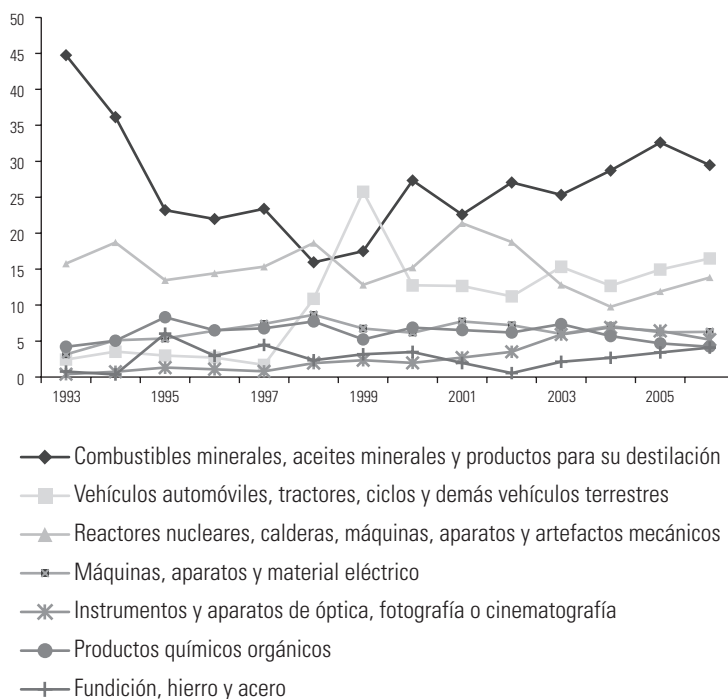 50
45
40
35
30
25
20
15
10
5
0
1993 1995 1997 1999 2001 2003 2005
Combustibles minerales, aceites minerales y productos para su destilación
Vehículos automóviles, tractores, ciclos y demás vehículos terrestres
Reactores nucleares, calderas, máquinas, aparatos y artefactos mecánicos
Máquinas, aparatos y material eléctrico
Instrumentos y aparatos de óptica, fotografía o cinematografía
Productos químicos orgánicos
Fundición, hierro y acero